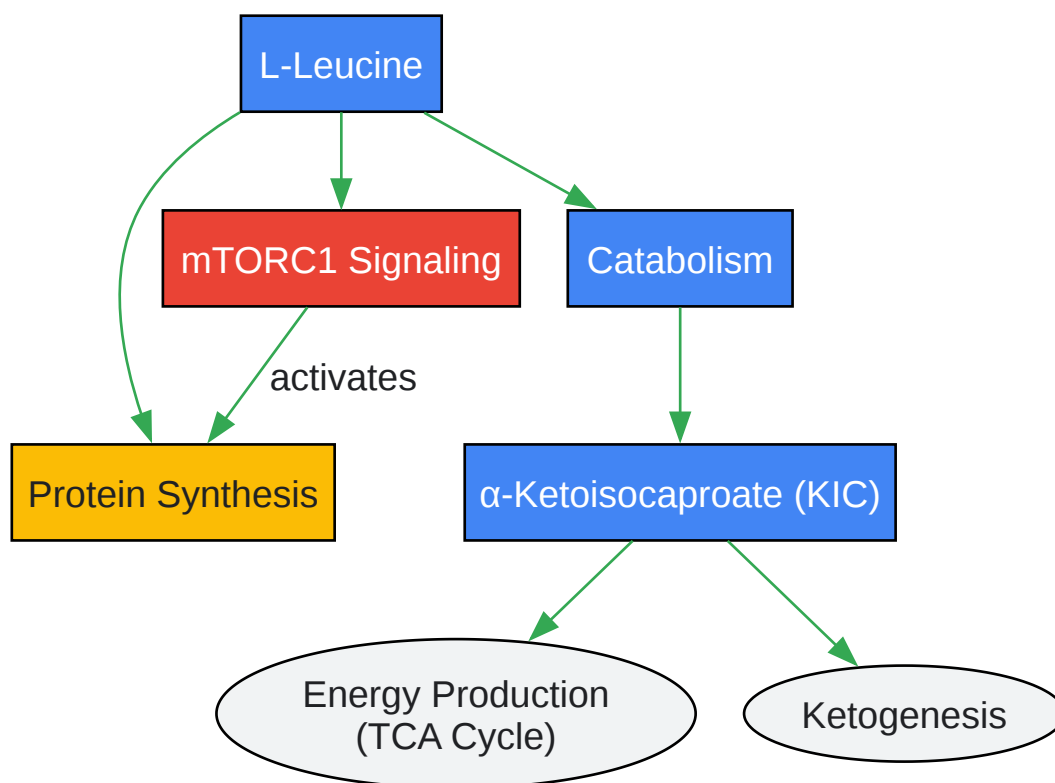 L-Leucine
mTORC1 Signaling
Catabolism
activates
Protein Synthesis
α-Ketoisocaproate (KIC)
Energy Production
(TCA Cycle)
Ketogenesis